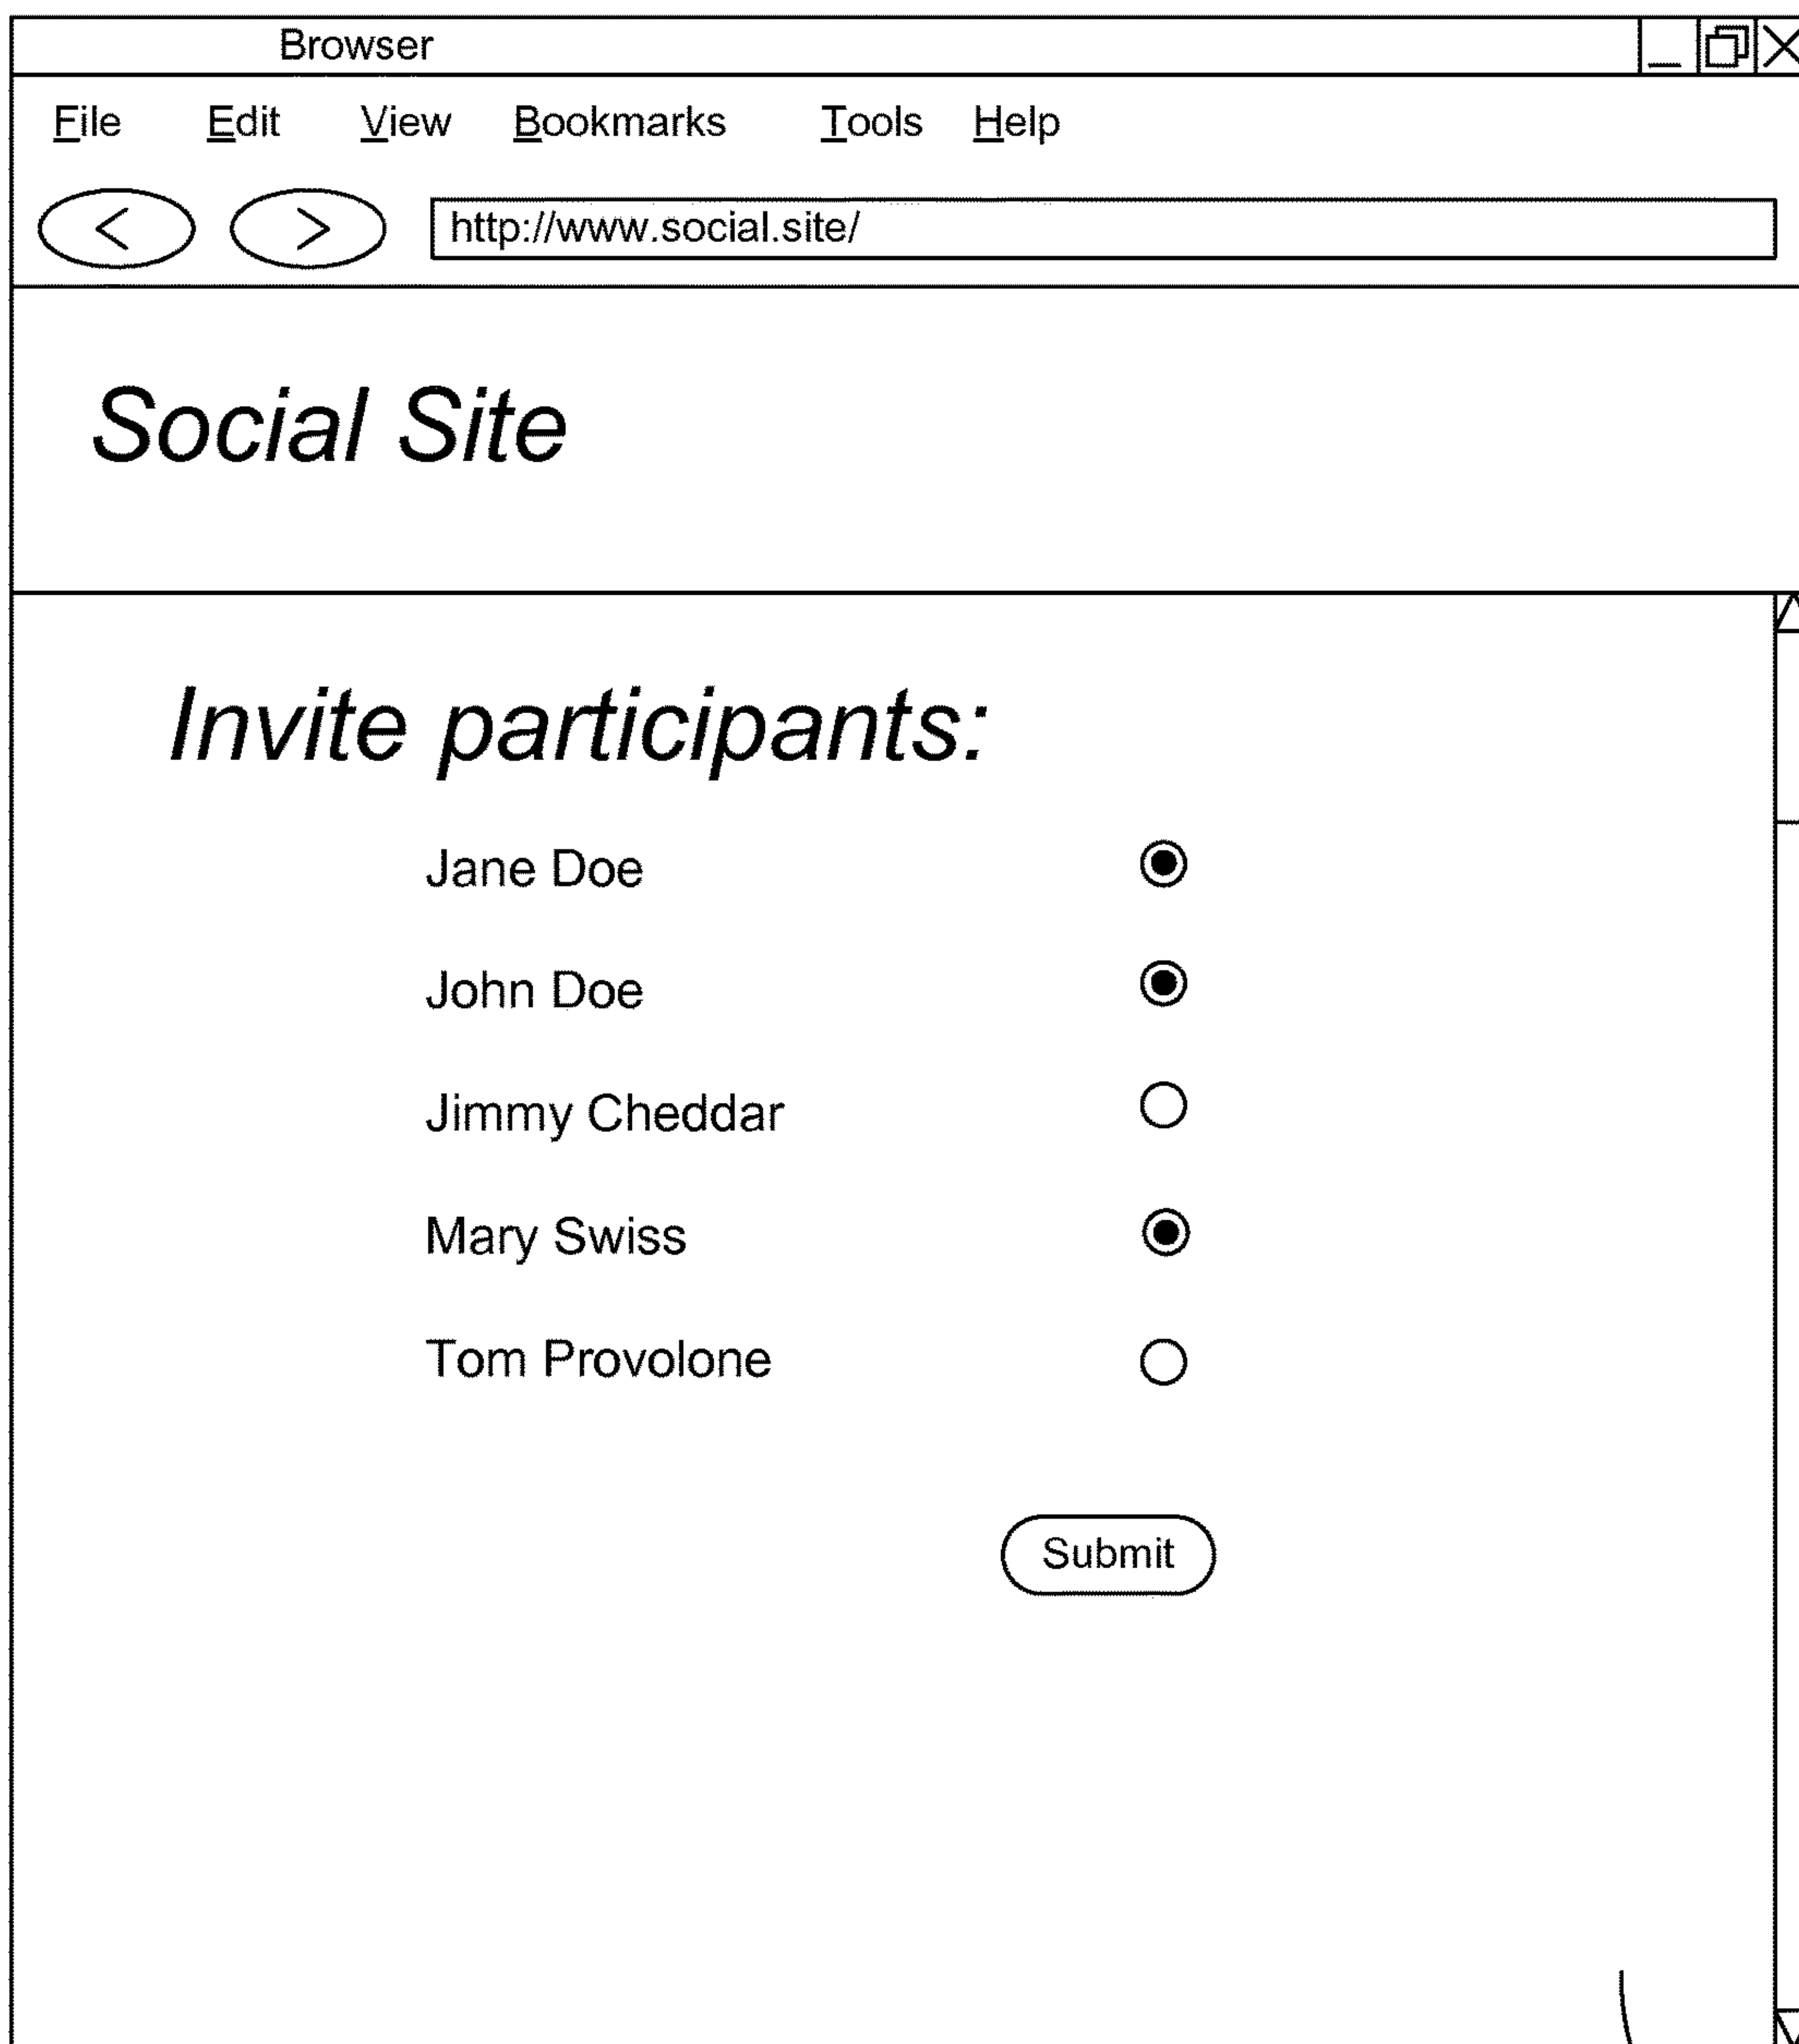 Browser
File Edit View Bookmarks Tools Help
< > http://www.social.site/
Social Site
Invite participants:
Jane Doe
John Doe
Jimmy Cheddar
Mary Swiss
Tom Provolone
Submit